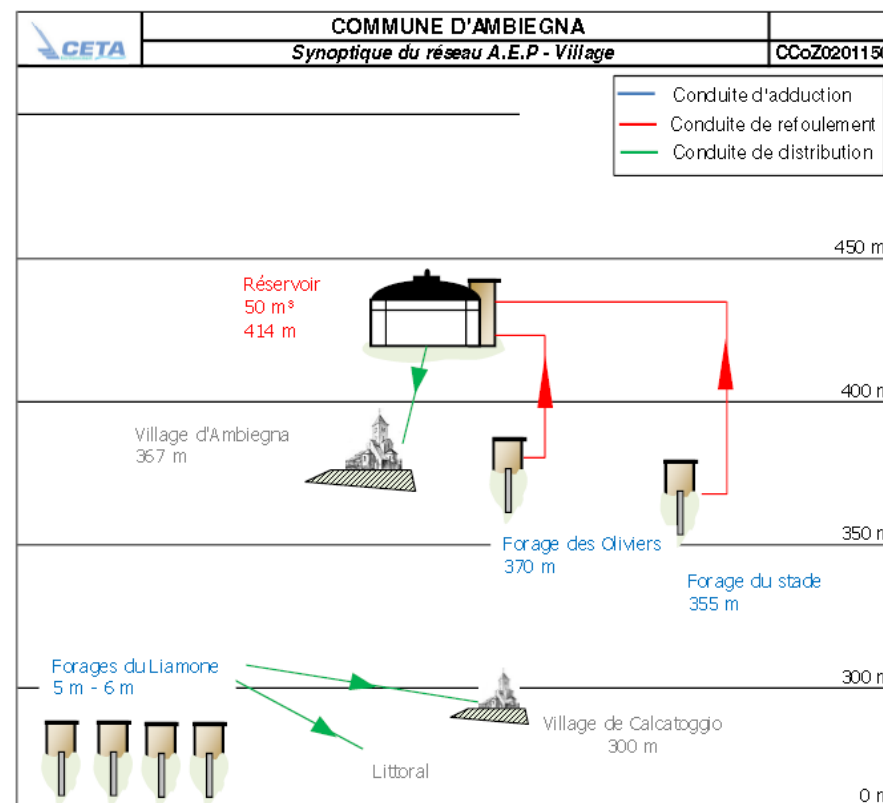 CETA
COMMUNE D'AMBIEGNA
Synoptique du réseau A.E.P - Village
Conduite d'adduction
Conduite de refoulement
Conduite de distribution
450 m
Réservoir
50 m³
414 m
400
Village d'Ambiegna
367 m
350
Forage des Oliviers
370 m
Forage du stade
355 m
Forages du Liamone
5 m - 6 m
300
Village de Calcatoggio
300 m
Littoral
0